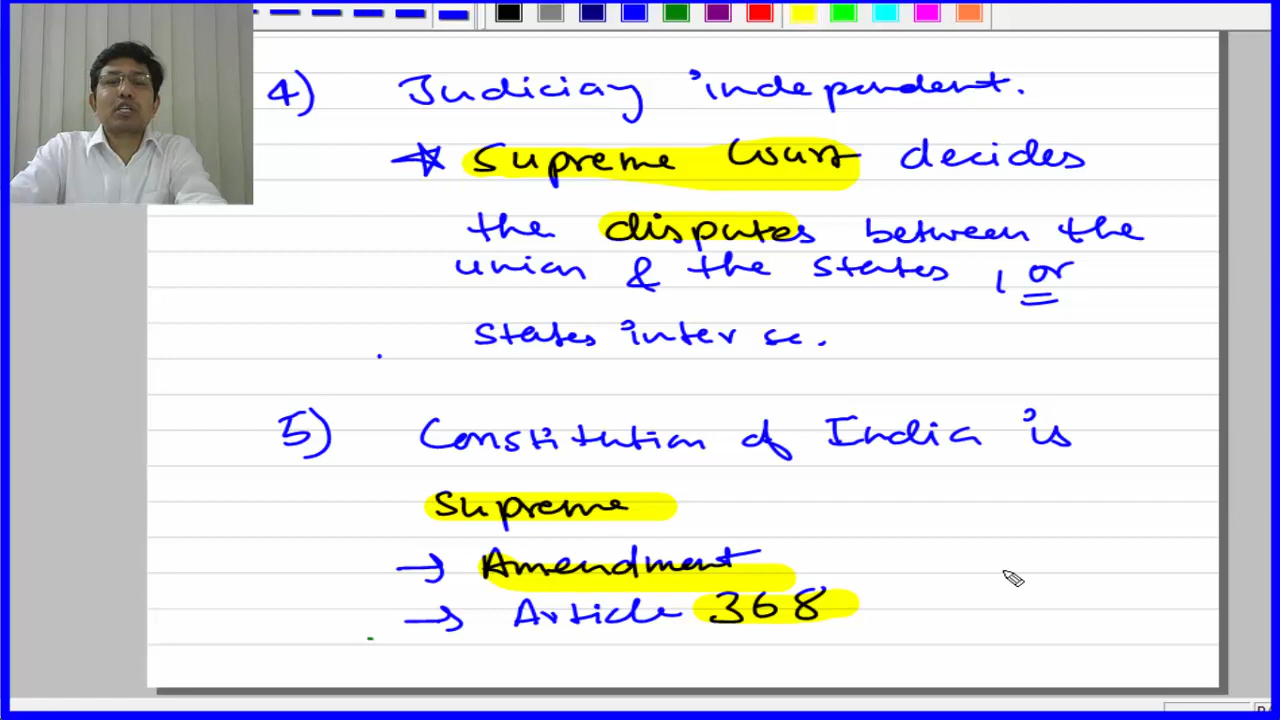 4) Judiciary independent.
★ Supreme Court decides
the disputes between the
union & the states, or
states inter se.
5) Constitution of India is
Supreme
→ Amendment
→ Article 368